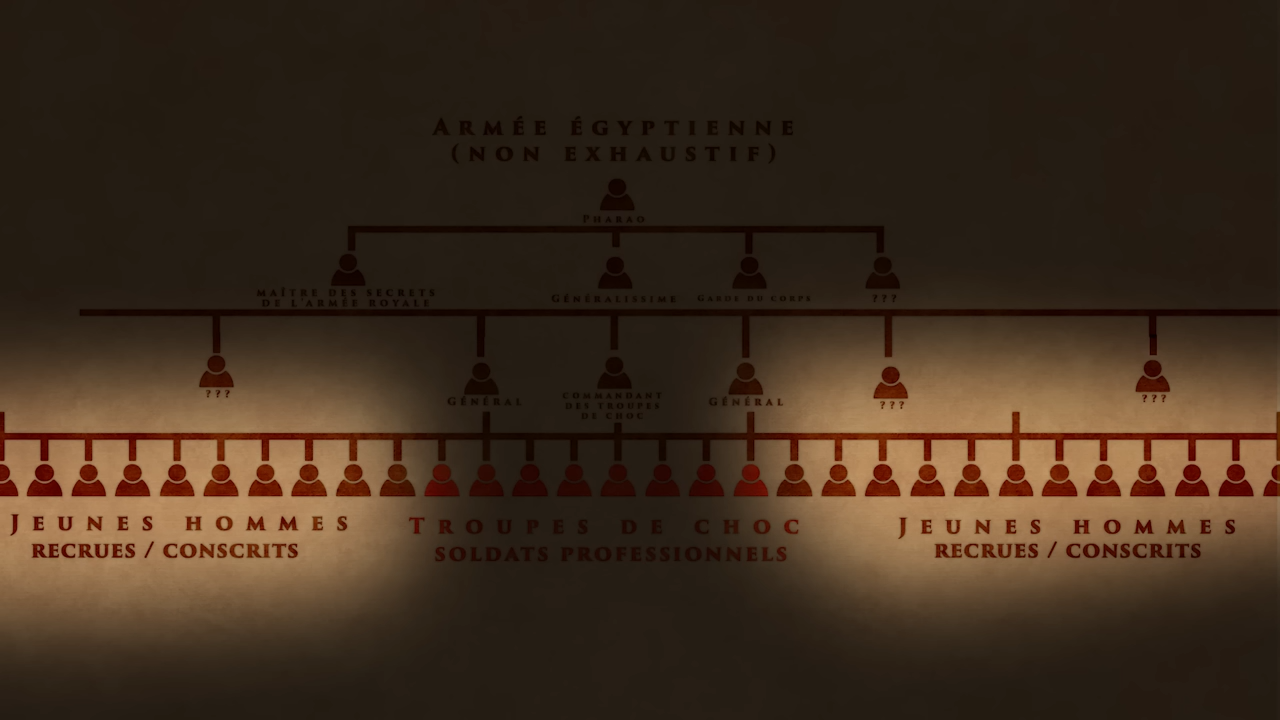 Armée égyptienne
(non exhaustif)
Pharao
Maître des secrets
de l'armée royale
Généralissime
Garde du corps
???
???
Général
Commandant
des troupes
de choc
Général
???
???
Jeunes hommes
recrues / conscrits
Troupes de choc
soldats professionnels
Jeunes hommes
recrues / conscrits